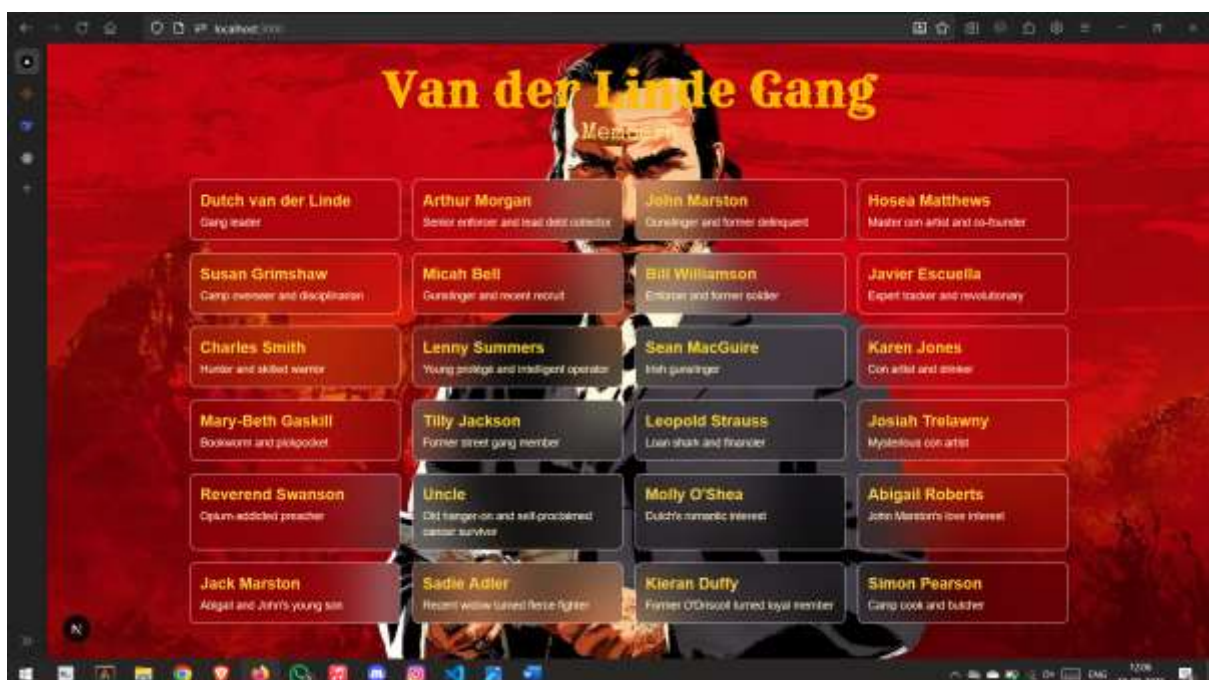 localhost:3000
Van der Linde Gang
Members
Dutch van der Linde
Gang leader
Arthur Morgan
Senior enforcer and lead debt collector
John Marston
Gunslinger and former delinquent
Hosea Matthews
Master con artist and co-founder
Susan Grimshaw
Camp overseer and disciplinarian
Micah Bell
Gunslinger and recent recruit
Bill Williamson
Enforcer and former soldier
Javier Escuella
Expert tracker and revolutionary
Charles Smith
Hunter and skilled warrior
Lenny Summers
Young protégé and intelligent operator
Sean MacGuire
Irish gunslinger
Karen Jones
Con artist and drinker
Mary-Beth Gaskill
Bookworm and pickpocket
Tilly Jackson
Former street gang member
Leopold Strauss
Loan shark and financier
Josiah Trelawny
Mysterious con artist
Reverend Swanson
Opium-addicted preacher
Uncle
Old hanger-on and self-proclaimed
cancer survivor
Molly O'Shea
Dutch's romantic interest
Abigail Roberts
John Marston's love interest
Jack Marston
Abigail and John's young son
Sadie Adler
Recent widow turned fierce fighter
Kieran Duffy
Former O'Driscoll turned loyal member
Simon Pearson
Camp cook and butcher
N
ENG
12:06